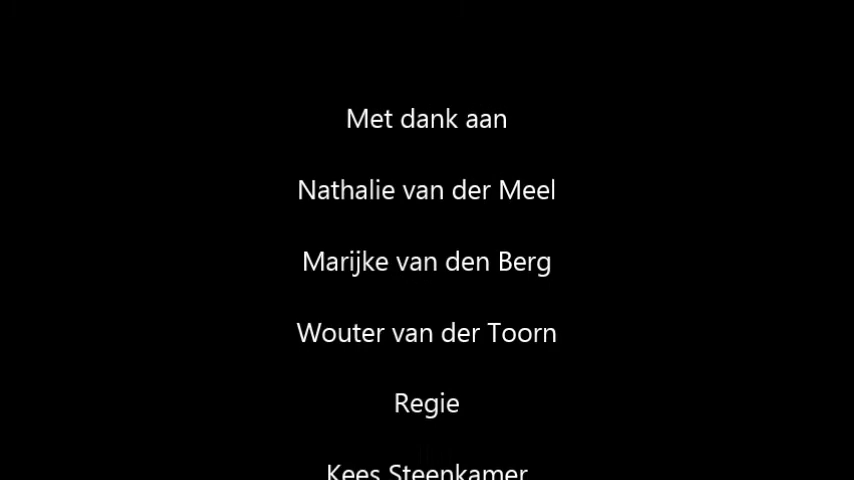 Met dank aan
Nathalie van der Meel
Marijke van den Berg
Wouter van der Toorn
Regie
Kees Steenkamer